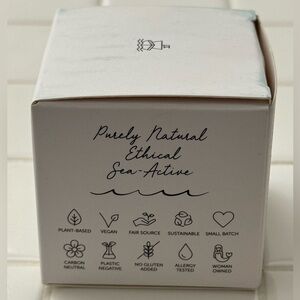 Purely Natural
Ethical
Sea-Active
PLANT-BASED VEGAN FAIR SOURCE SUSTAINABLE SMALL BATCH
CARBON NEUTRAL PLASTIC NEGATIVE NO GLUTEN ADDED ALLERGY TESTED WOMAN OWNED